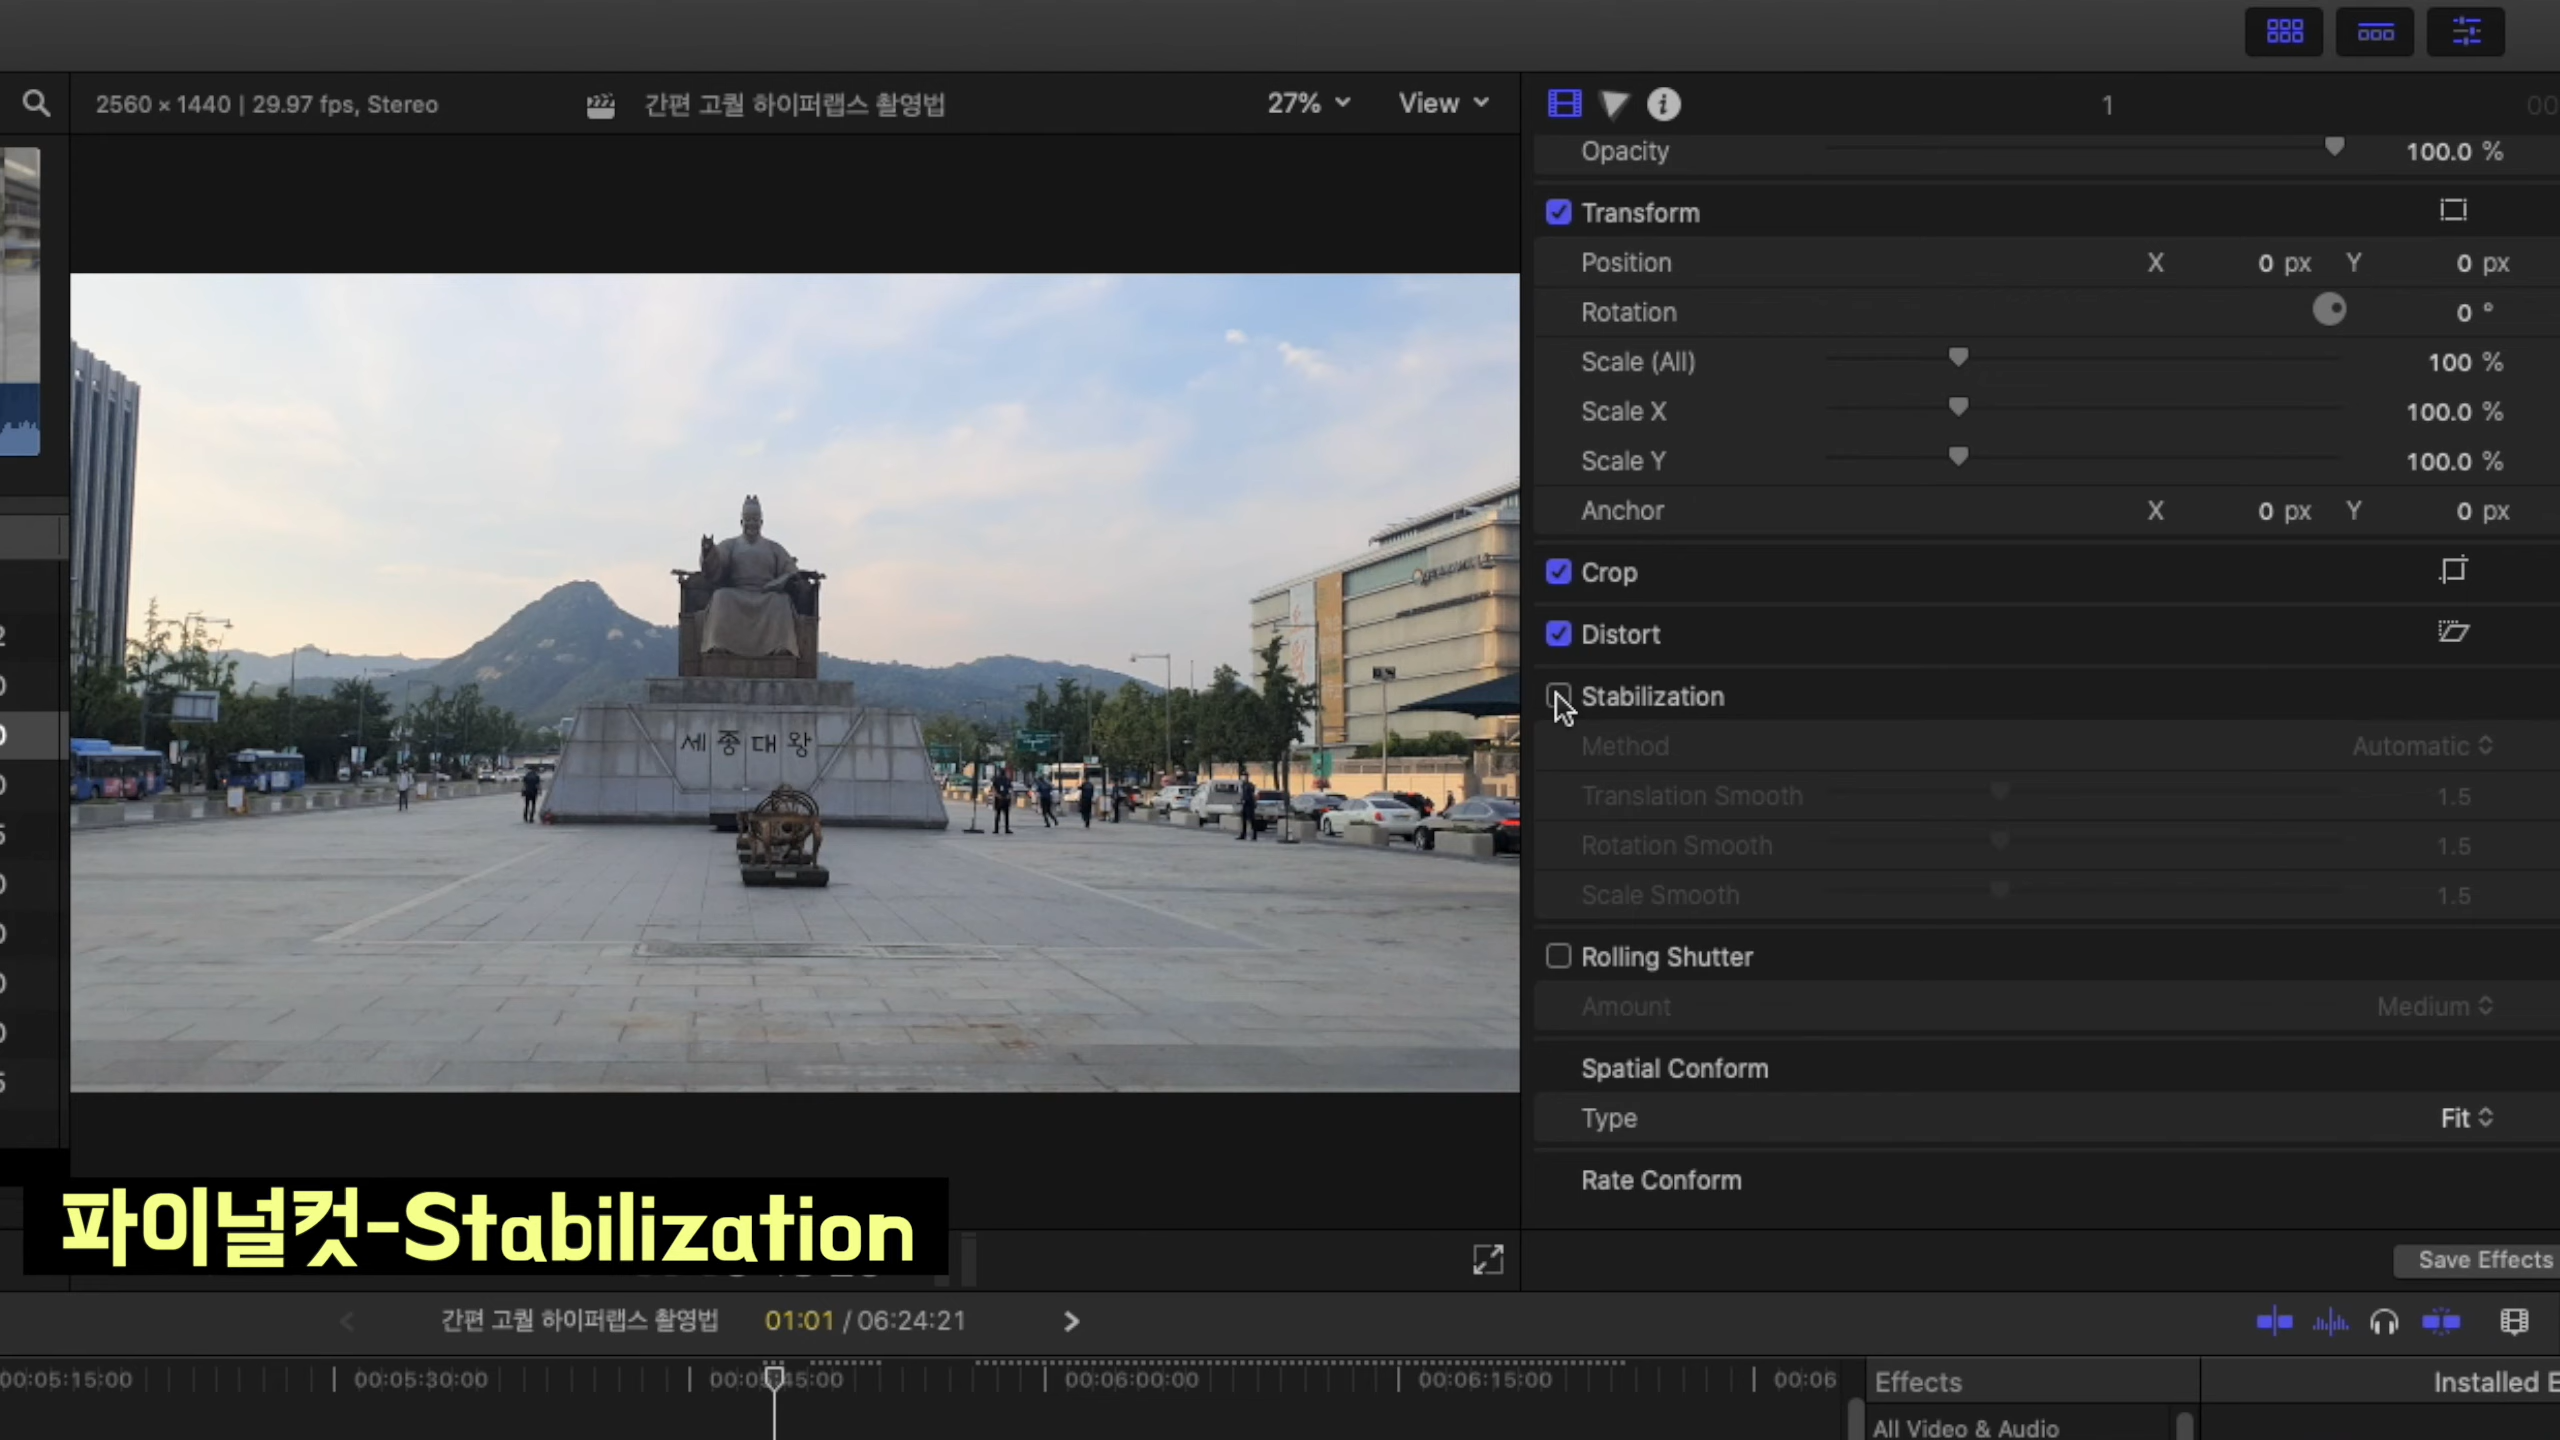 2560 × 1440 | 29.97 fps, Stereo
간편 고퀄 하이퍼랩스 촬영법
27%
View
1
00
Opacity
100.0 %
Transform
Position
X 0 px Y 0 px
Rotation
0 °
Scale (All)
100 %
Scale X
100.0 %
Scale Y
100.0 %
Anchor
X 0 px Y 0 px
Crop
Distort
Stabilization
Method
Automatic
Translation Smooth
1.5
Rotation Smooth
1.5
Scale Smooth
1.5
Rolling Shutter
Amount
Medium
Spatial Conform
Type
Fit
Rate Conform
Save Effects
세종대왕
파이널컷-Stabilization
간편 고퀄 하이퍼랩스 촬영법
01:01 / 06:24:21
00:05:15:00
00:05:30:00
00:05:45:00
00:06:00:00
00:06:15:00
00:06
Effects
Installed E
All Video & Audio